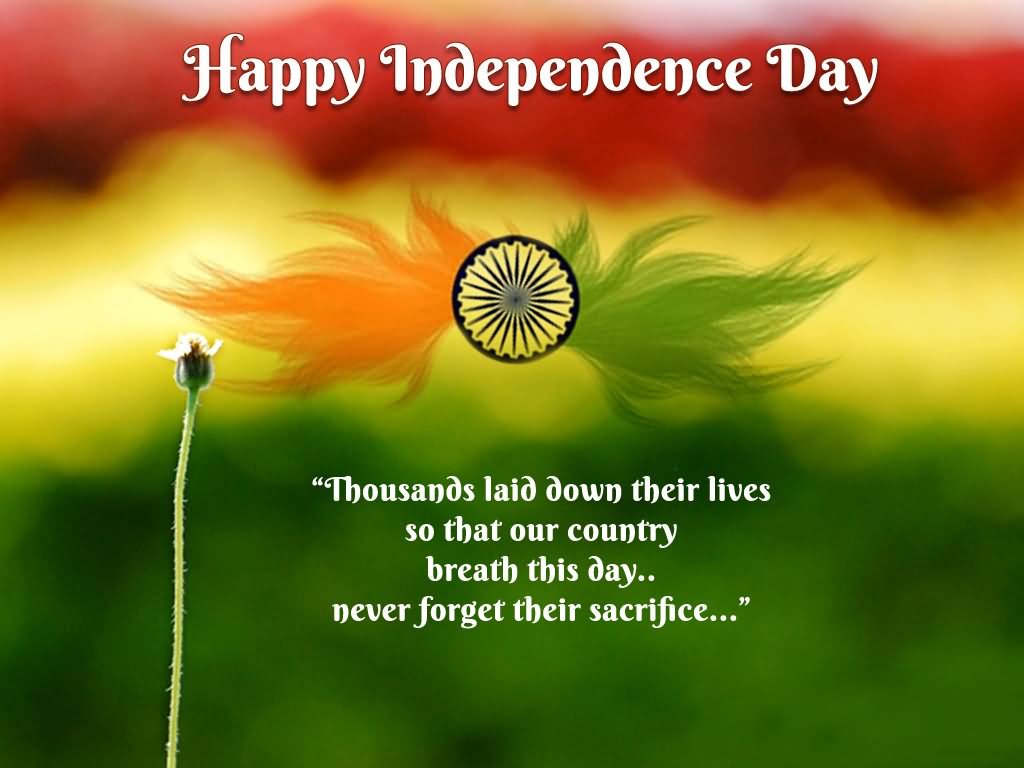 Happy Independence Day
“Thousands laid down their lives
so that our country
breath this day..
never forget their sacrifice...”